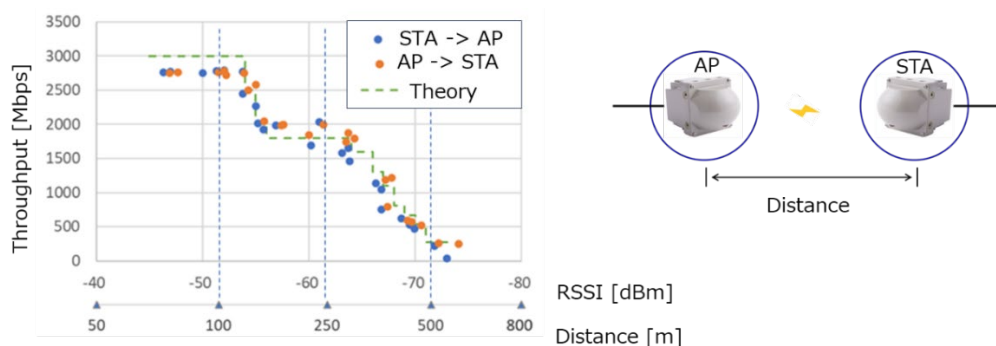 Throughput [Mbps]
3500
3000
2500
2000
1500
1000
500
0
STA -> AP
AP -> STA
Theory
-40
-50
-60
-70
-80
RSSI [dBm]
50
100
250
500
800
Distance [m]
AP
STA
Distance